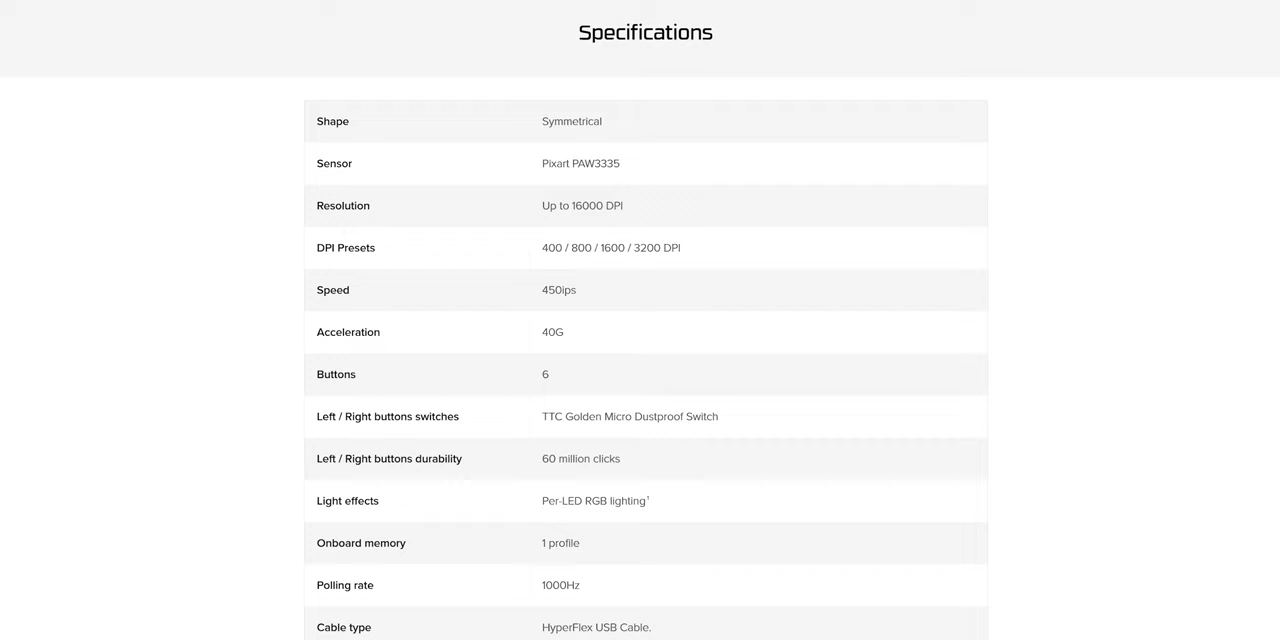 Specifications
Shape Symmetrical
Sensor Pixart PAW3335
Resolution Up to 16000 DPI
DPI Presets 400 / 800 / 1600 / 3200 DPI
Speed 450ips
Acceleration 40G
Buttons 6
Left / Right buttons switches TTC Golden Micro Dustproof Switch
Left / Right buttons durability 60 million clicks
Light effects Per-LED RGB lighting¹
Onboard memory 1 profile
Polling rate 1000Hz
Cable type HyperFlex USB Cable.